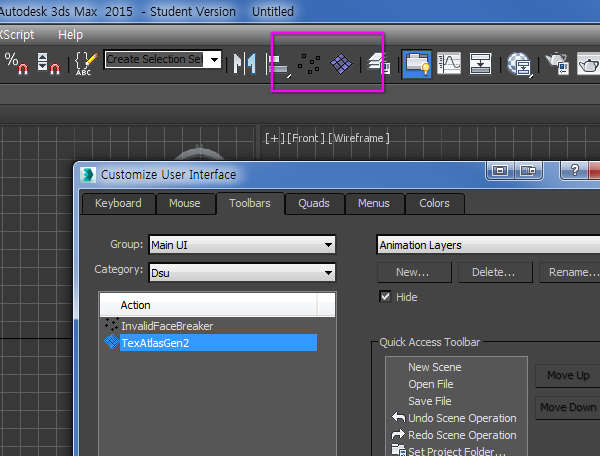 Autodesk 3ds Max 2015 - Student Version Untitled
XScript Help
%
ABC
Create Selection Set
[+] [Front] [Wireframe]
Customize User Interface
?
Keyboard Mouse Toolbars Quads Menus Colors
Group: Main UI Animation Layers
Category: Dsu New... Delete... Rename...
Hide
Action
InvalidFaceBreaker
TexAtlasGen2
Quick Access Toolbar
New Scene
Open File
Save File
Undo Scene Operation
Redo Scene Operation
Set Project Folder...
Move Up
Move Down